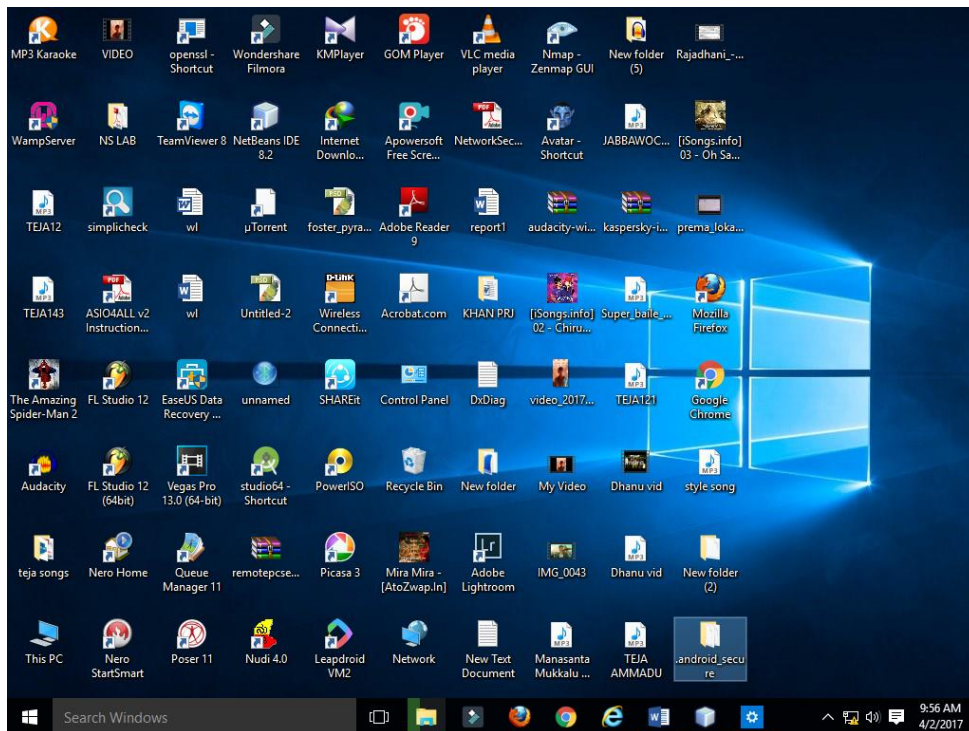 MP3 Karaoke
VIDEO
openssl -
Shortcut
Wondershare
Filmora
KMPlayer
GOM Player
VLC media
player
Nmap -
Zenmap GUI
New folder
(5)
Rajadhani_-...
WampServer
NS LAB
TeamViewer 8
NetBeans IDE
8.2
Internet
Downlo...
Apowersoft
Free Scre...
NetworkSec...
Avatar -
Shortcut
JABBAWOC...
[iSongs.info]
03 - Oh Sa...
TEJA12
simplicheck
wl
µTorrent
foster_pyra...
Adobe Reader
9
report1
audacity-wi...
kaspersky-i...
prema_loka...
TEJA143
ASIO4ALL v2
Instruction...
wl
Untitled-2
D-Link
Wireless
Connecti...
Acrobat.com
KHAN PRJ
[iSongs.info]
02 - Chiru...
Super_baile_...
Mozilla
Firefox
The Amazing
Spider-Man 2
FL Studio 12
EaseUS Data
Recovery ...
unnamed
SHAREit
Control Panel
DxDiag
video_2017...
TEJA121
Google
Chrome
Audacity
FL Studio 12
(64bit)
Vegas Pro
13.0 (64-bit)
studio64 -
Shortcut
PowerISO
Recycle Bin
New folder
My Video
Dhanu vid
style song
teja songs
Nero Home
Queue
Manager 11
remotepcse...
Picasa 3
Mira Mira -
[AtoZwap.In]
Adobe
Lightroom
IMG_0043
Dhanu vid
New folder
(2)
This PC
Nero
StartSmart
Poser 11
Nudi 4.0
Leapdroid
VM2
Network
New Text
Document
Manasanta
Mukkalu ...
TEJA
AMMADU
.android_secu
re
Search Windows
9:56 AM
4/2/2017